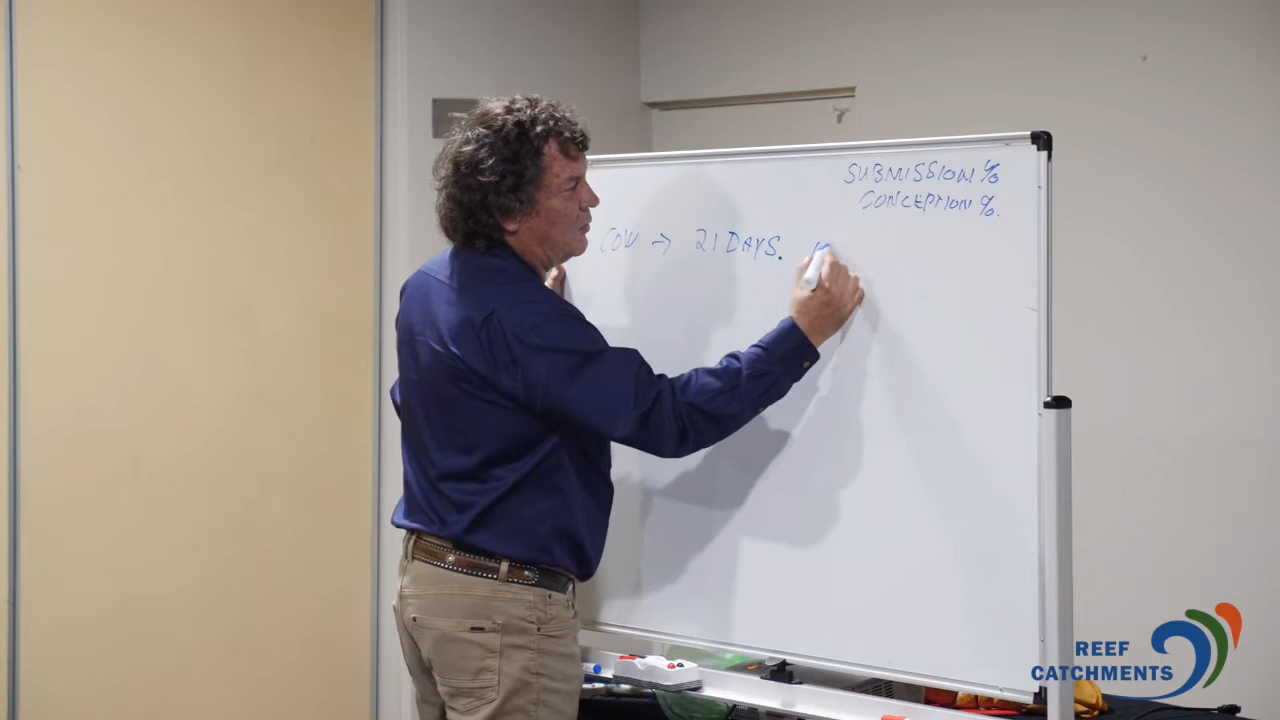 SUBMISSION %
CONCEPTION %.
COW → 21 DAYS.
REEF
CATCHMENTS